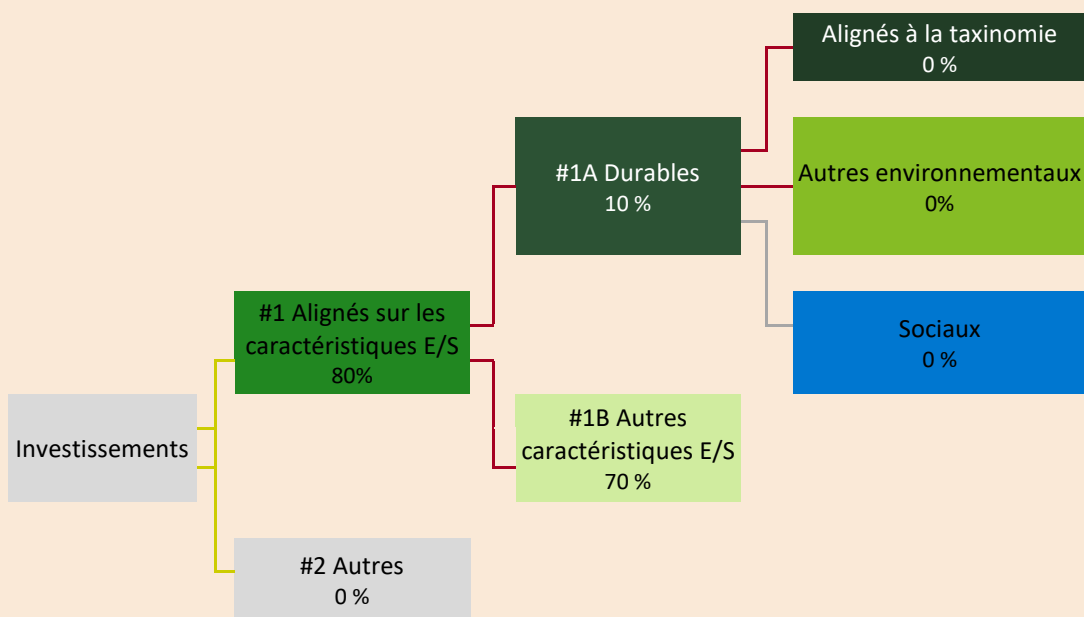 Alignés à la taxinomie
0 %
#1A Durables
10 %
Autres environnementaux
0%
#1 Alignés sur les
caractéristiques E/S
80%
Sociaux
0 %
Investissements
#1B Autres
caractéristiques E/S
70 %
#2 Autres
0 %